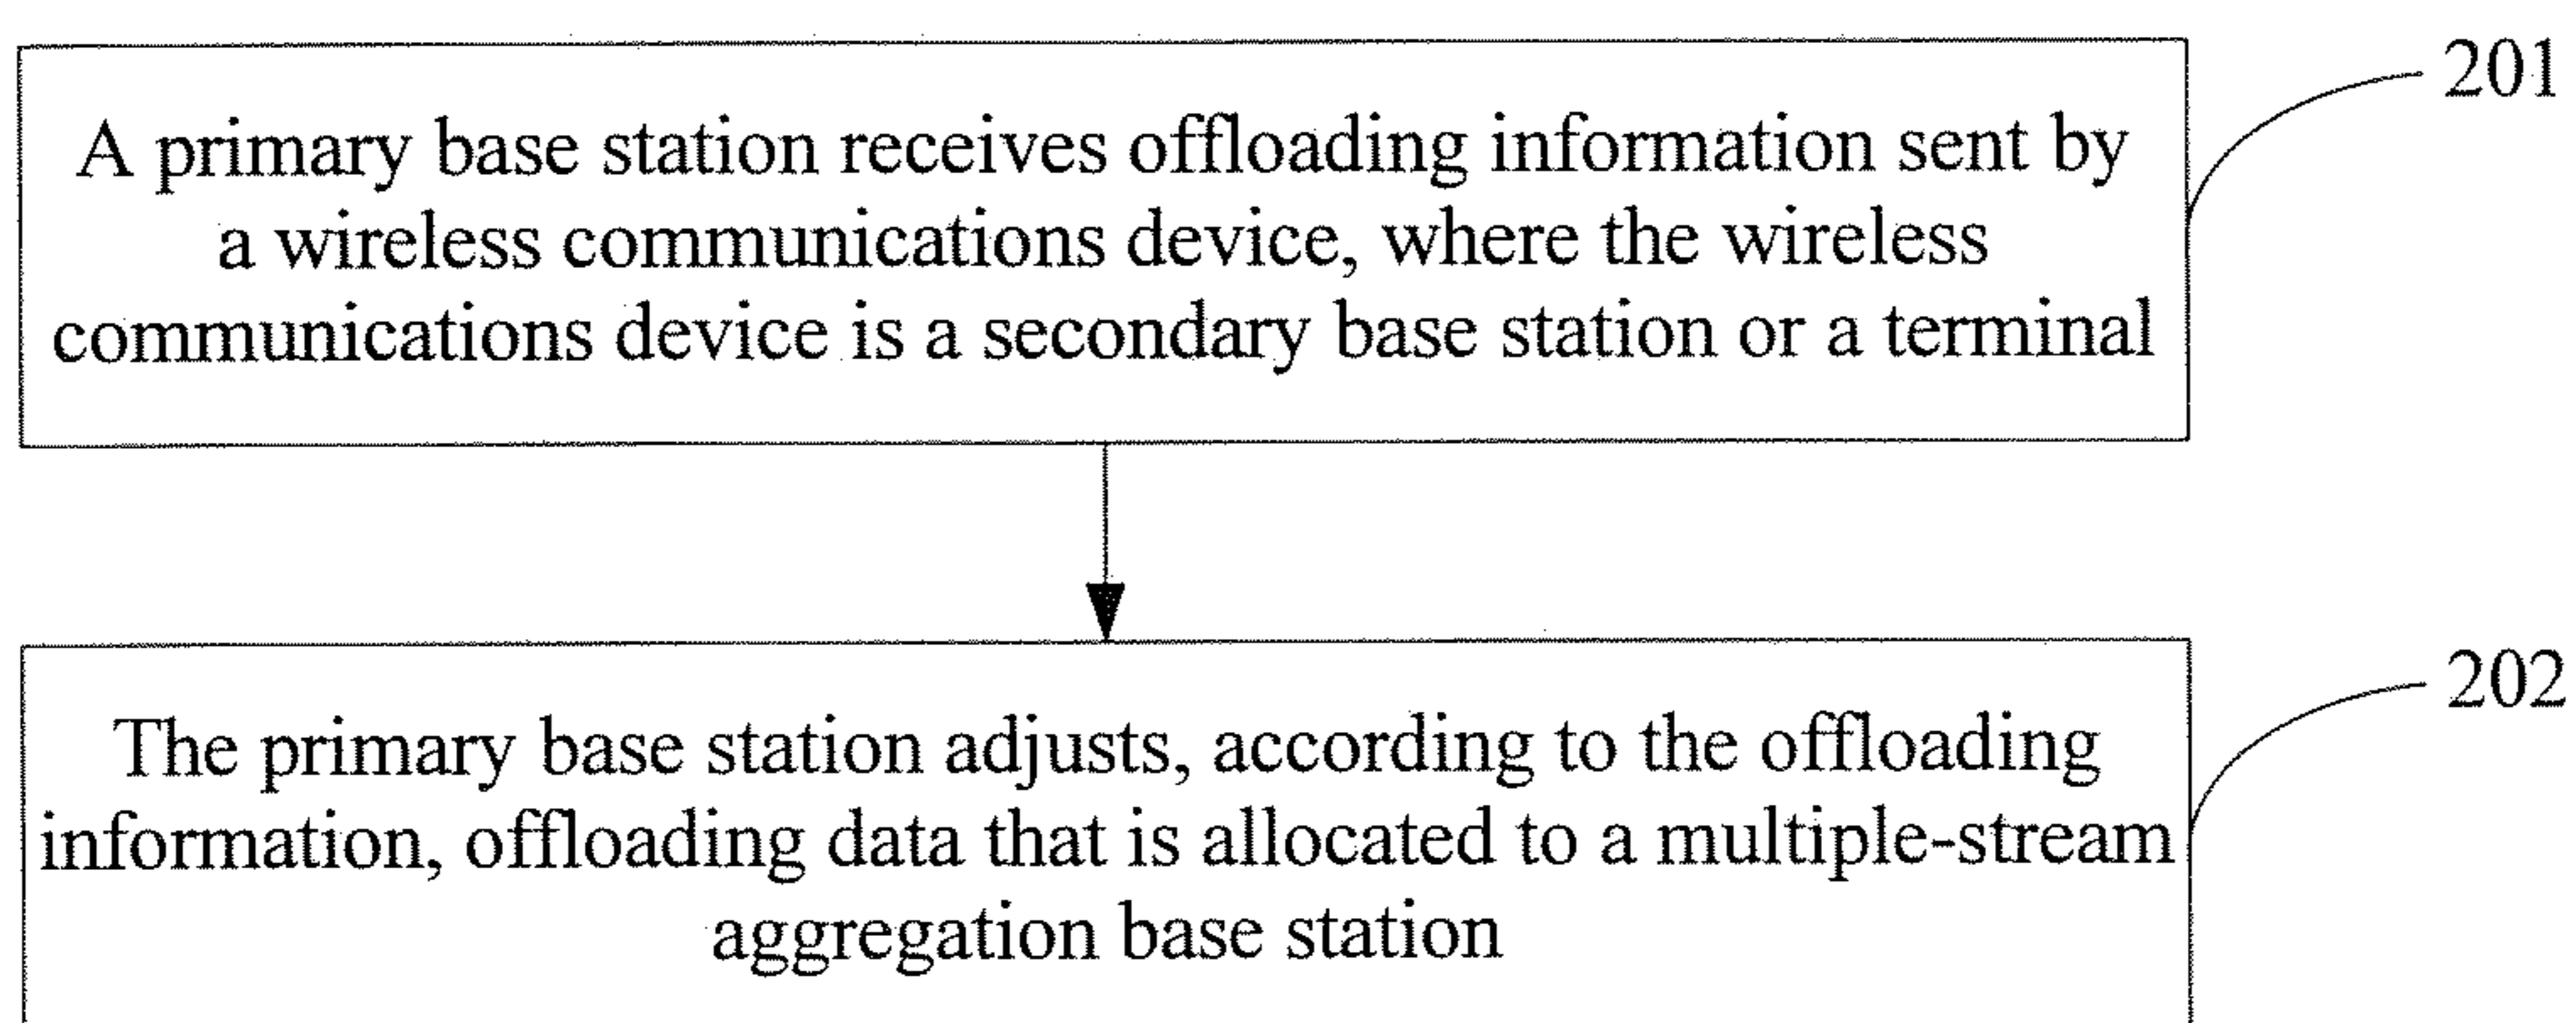 201
A primary base station receives offloading information sent by
a wireless communications device, where the wireless
communications device is a secondary base station or a terminal
202
The primary base station adjusts, according to the offloading
information, offloading data that is allocated to a multiple-stream
aggregation base station